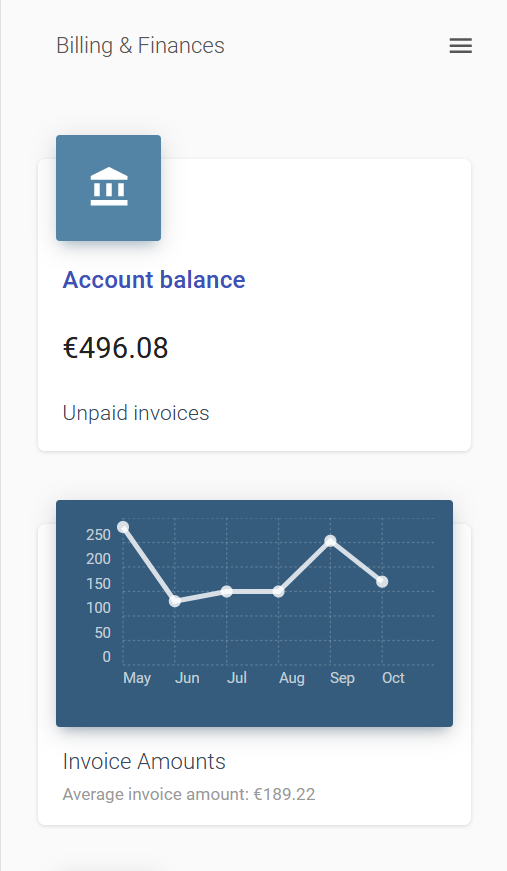 Billing & Finances
Account balance
€496.08
Unpaid invoices
250
200
150
100
50
0
May Jun Jul Aug Sep Oct
Invoice Amounts
Average invoice amount: €189.22